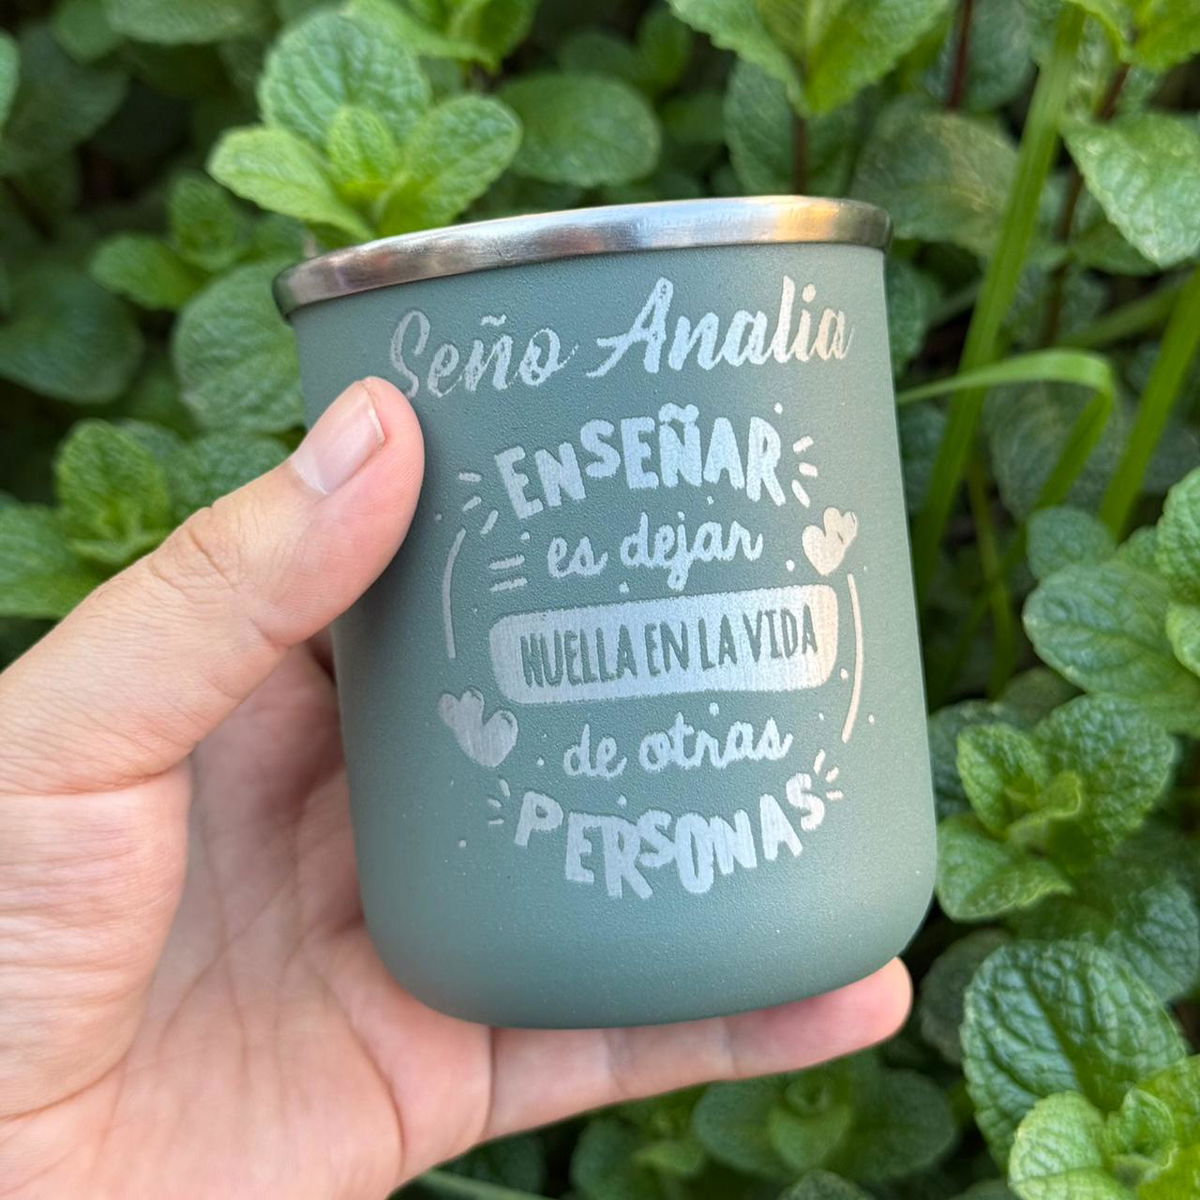 Seño Analia
ENSEÑAR
es dejar
HUELLA EN LA VIDA
de otras
PERSONAS